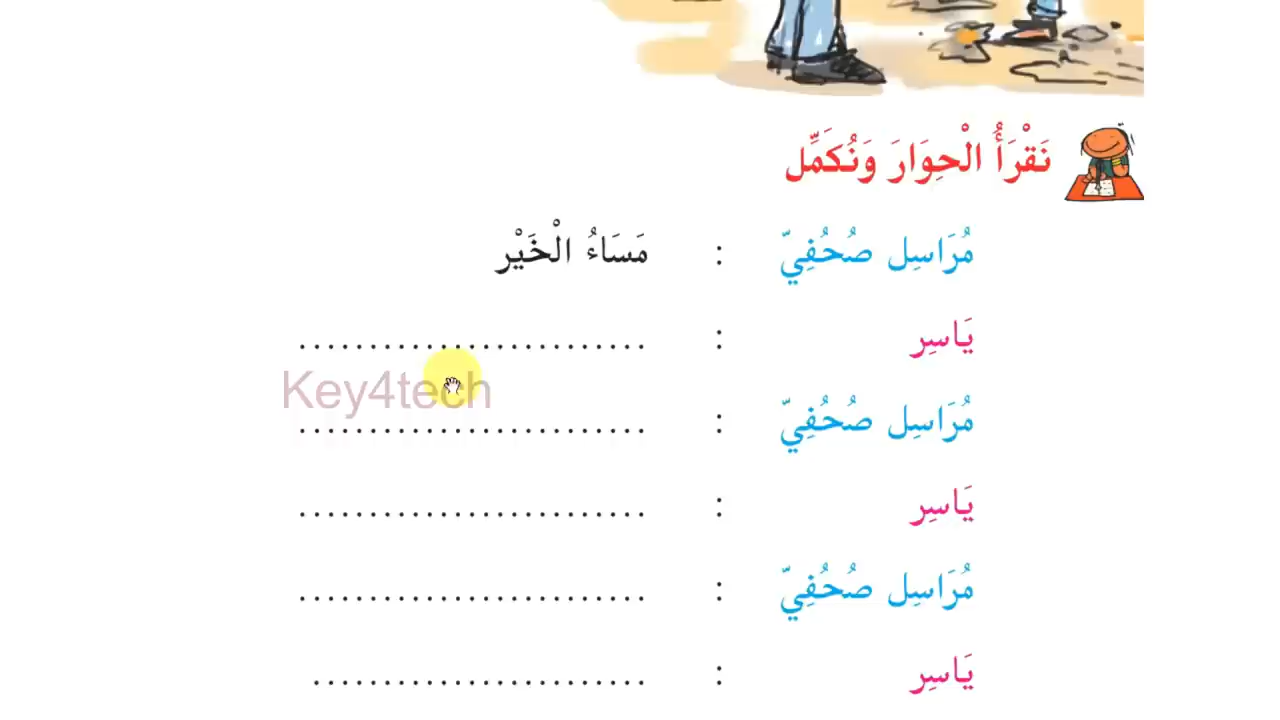 نَقْرَأُ الْحِوَارَ وَنُكَمِّل
مُرَاسِل صُحُفِيّ : مَسَاءُ الْخَيْر
يَاسِر : .........................
Key4tech
مُرَاسِل صُحُفِيّ : .........................
يَاسِر : .........................
مُرَاسِل صُحُفِيّ : .........................
يَاسِر : ........................